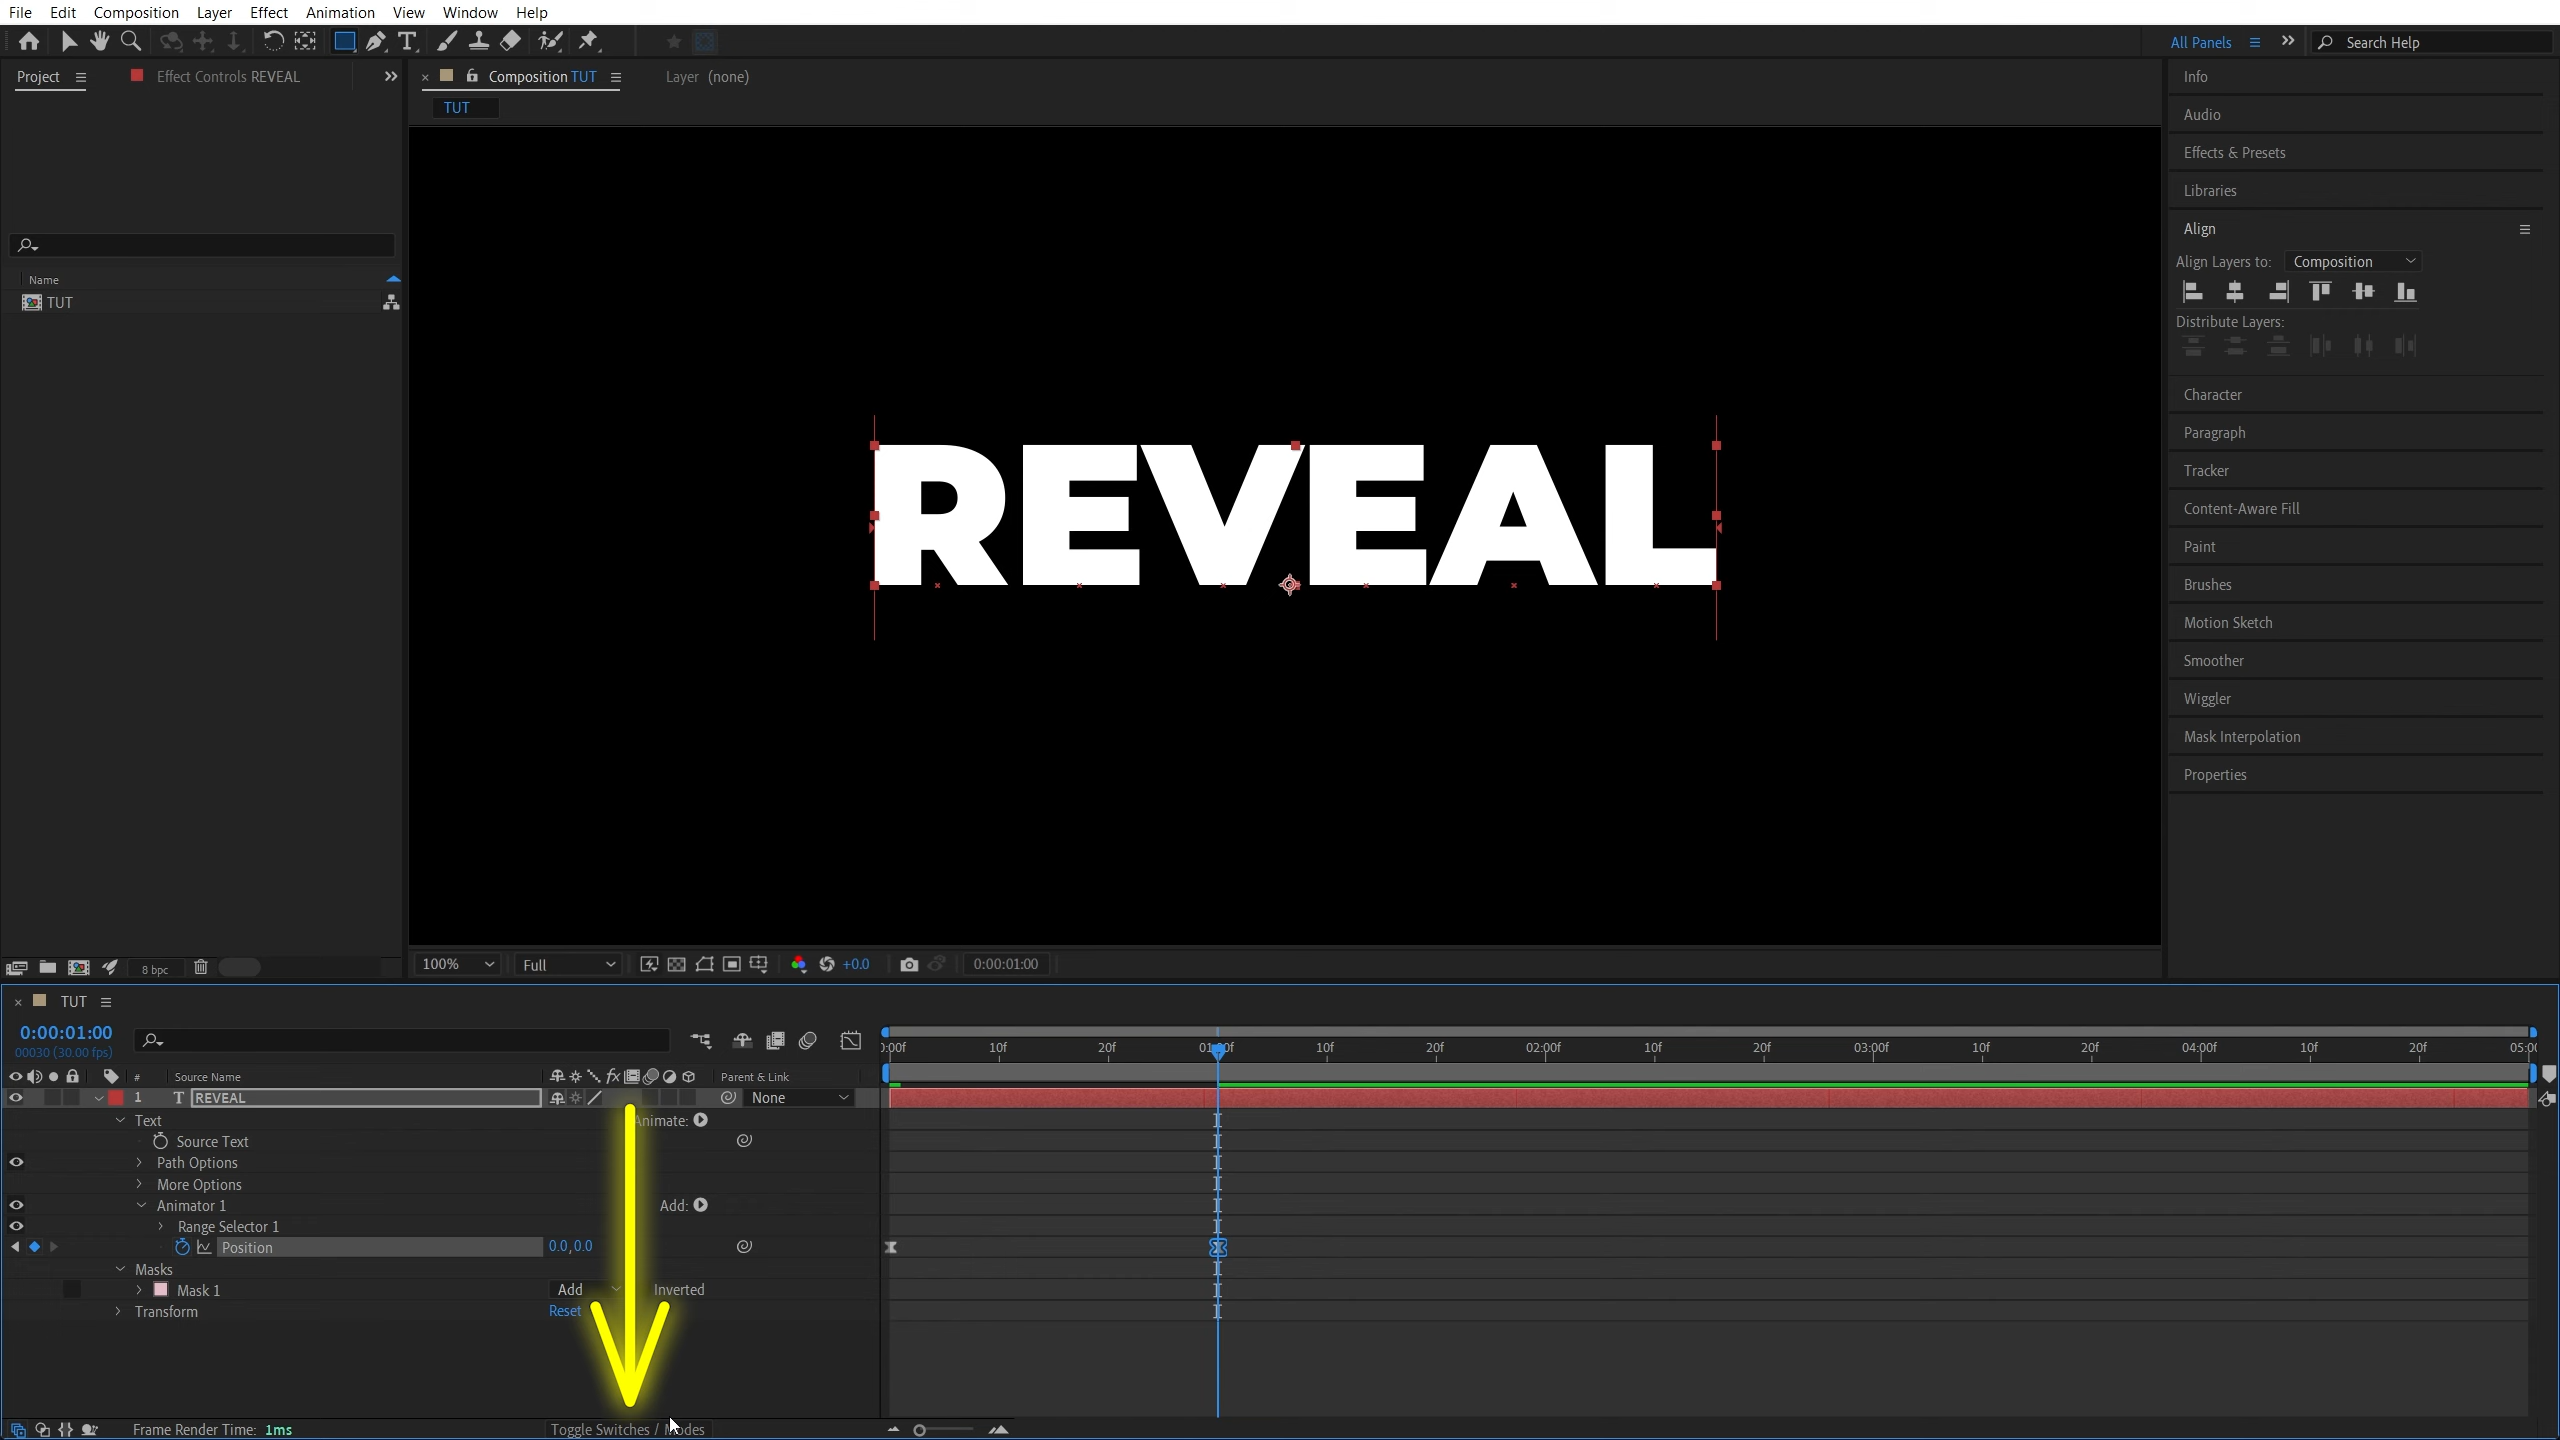 File Edit Composition Layer Effect Animation View Window Help
All Panels Search Help
Project Effect Controls REVEAL
Composition TUT Layer (none)
TUT
Name
TUT
REVEAL
Info
Audio
Effects & Presets
Libraries
Align
Align Layers to: Composition
Distribute Layers:
Character
Paragraph
Tracker
Content-Aware Fill
Paint
Brushes
Motion Sketch
Smoother
Wiggler
Mask Interpolation
Properties
8 bpc
100% Full +0.0 0:00:01:00
TUT
0:00:01:00
00030 (30.00 fps)
0:00f 10f 20f 01:00f 10f 20f 02:00f 10f 20f 03:00f 10f 20f 04:00f 10f 20f 05:00
# Source Name fx Parent & Link
1 T REVEAL None
Text Animate:
Source Text
Path Options
More Options
Animator 1 Add:
Range Selector 1
Position 0.0,0.0
Masks
Mask 1 Add Inverted
Transform Reset
Frame Render Time: 1ms Toggle Switches / Modes